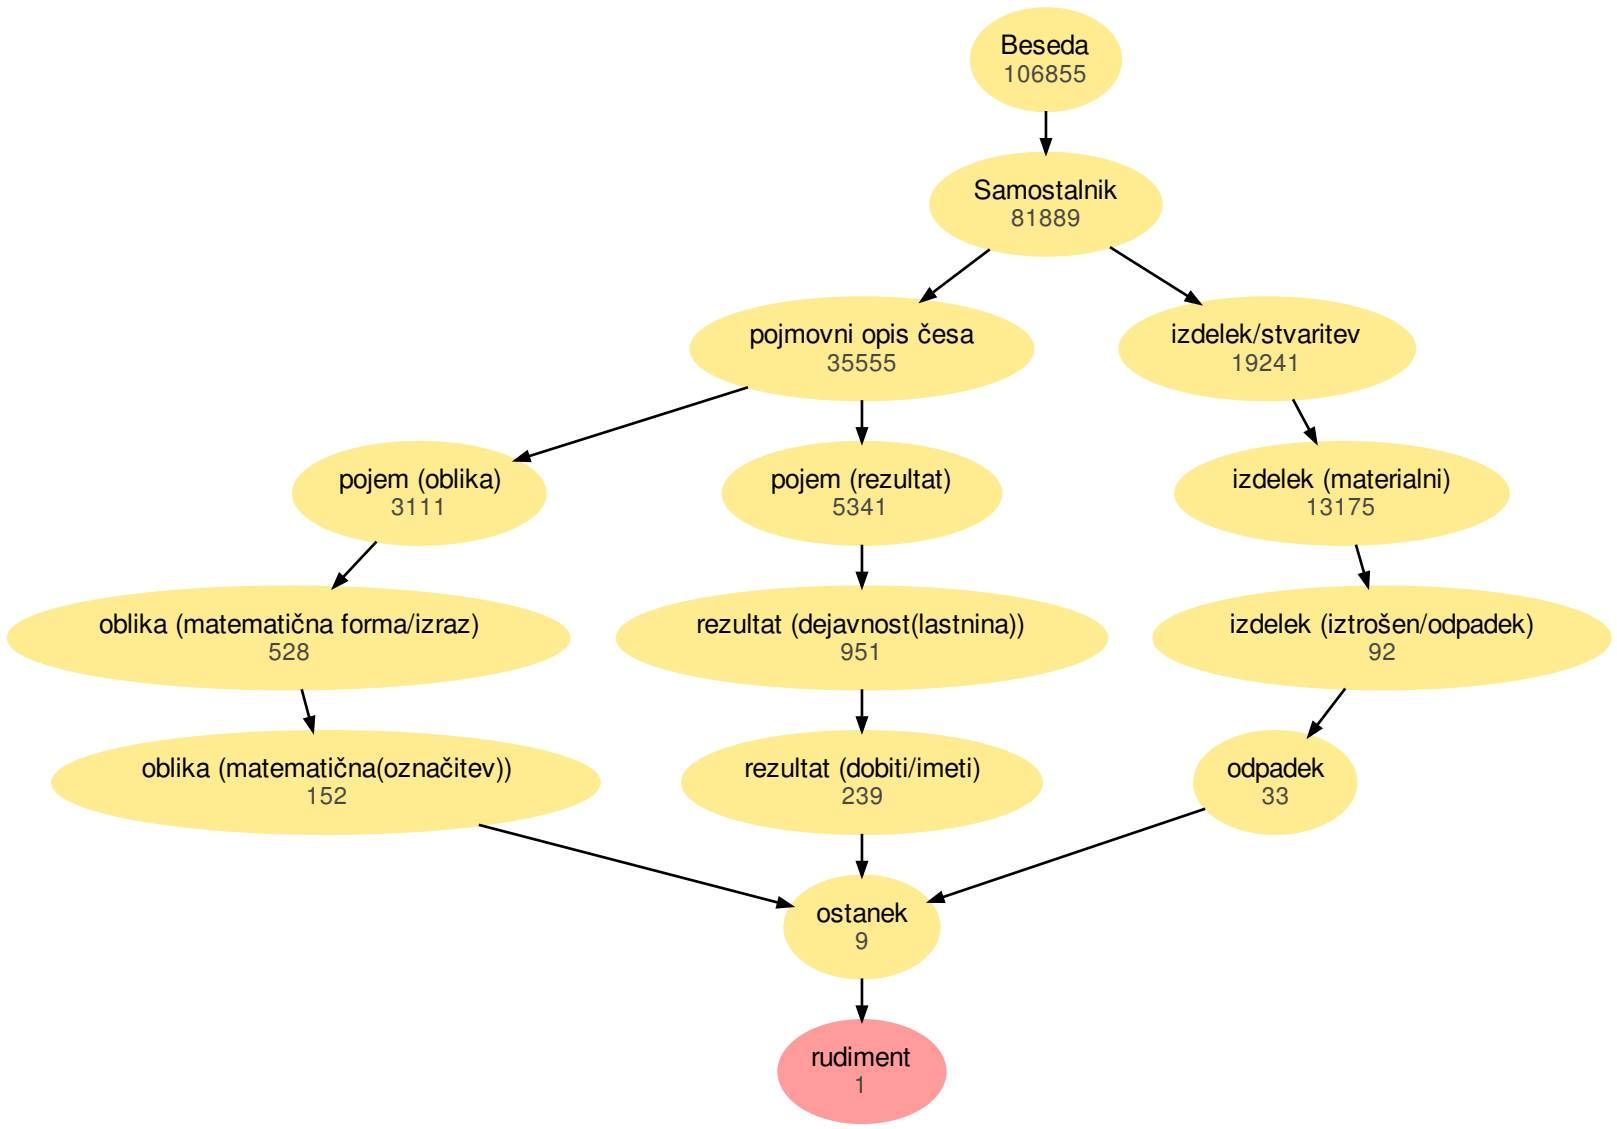 Beseda
106855
Samostalnik
81889
pojmovni opis česa
35555
izdelek/stvaritev
19241
pojem (oblika)
3111
pojem (rezultat)
5341
izdelek (materialni)
13175
oblika (matematična forma/izraz)
528
rezultat (dejavnost(lastnina))
951
izdelek (iztrošen/odpadek)
92
oblika (matematična(označitev))
152
rezultat (dobiti/imeti)
239
odpadek
33
ostanek
9
rudiment
1